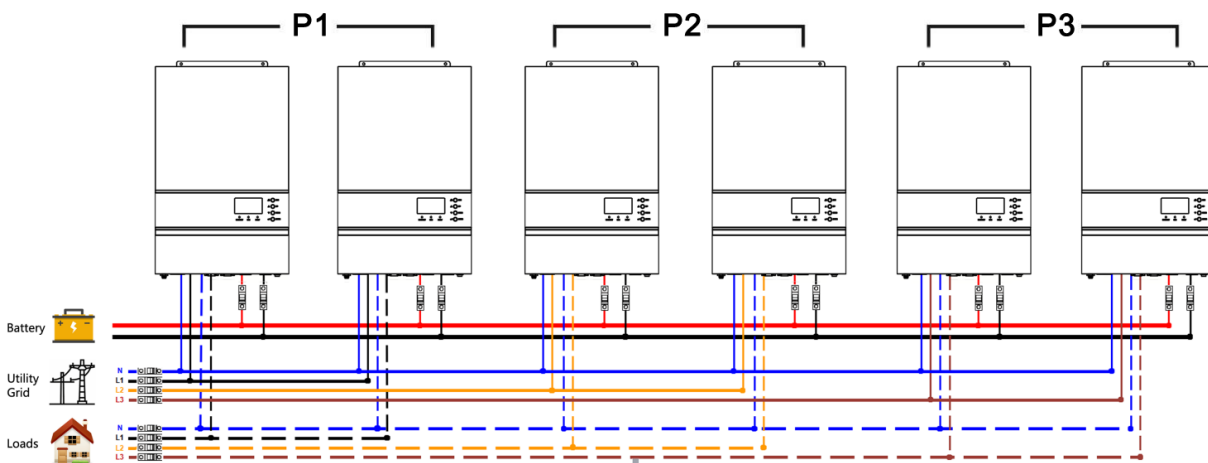 P1 P2 P3
Battery
+ -
Utility
Grid
N
L1
L2
L3
Loads
N
L1
L2
L3